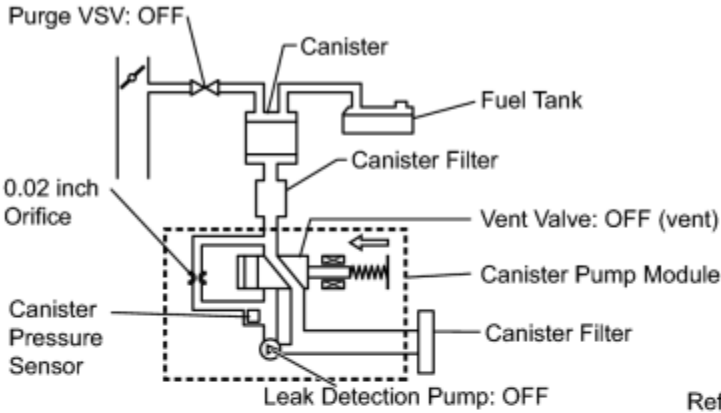 Purge VSV: OFF
Canister
Fuel Tank
Canister Filter
0.02 inch
Orifice
Vent Valve: OFF (vent)
Canister Pump Module
Canister
Pressure
Sensor
Canister Filter
Leak Detection Pump: OFF
Ref